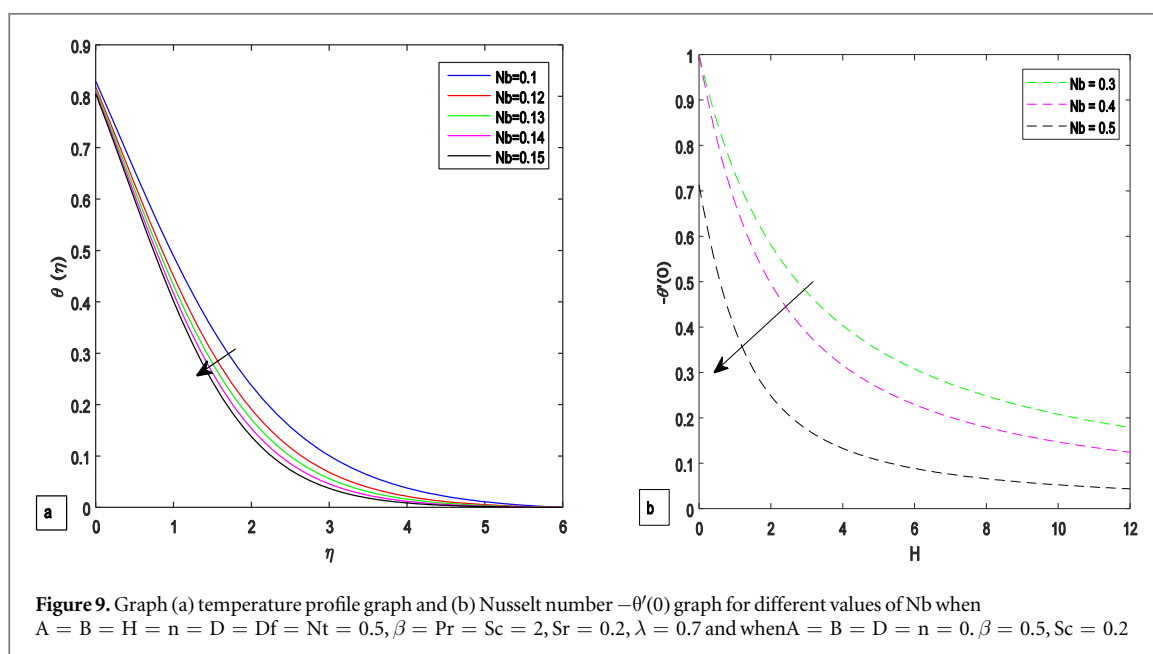 0.9
0.8
0.7
0.6
0.5
0.4
0.3
0.2
0.1
0
θ (η)
Nb=0.1
Nb=0.12
Nb=0.13
Nb=0.14
Nb=0.15
a
0 1 2 3 4 5 6
η
1
0.9
0.8
0.7
0.6
0.5
0.4
0.3
0.2
0.1
0
-θ'(0)
Nb = 0.3
Nb = 0.4
Nb = 0.5
b
0 2 4 6 8 10 12
H
Figure 9. Graph (a) temperature profile graph and (b) Nusselt number −θ′(0) graph for different values of Nb when
A = B = H = n = D = Df = Nt = 0.5, β = Pr = Sc = 2, Sr = 0.2, λ = 0.7 and whenA = B = D = n = 0. β = 0.5, Sc = 0.2